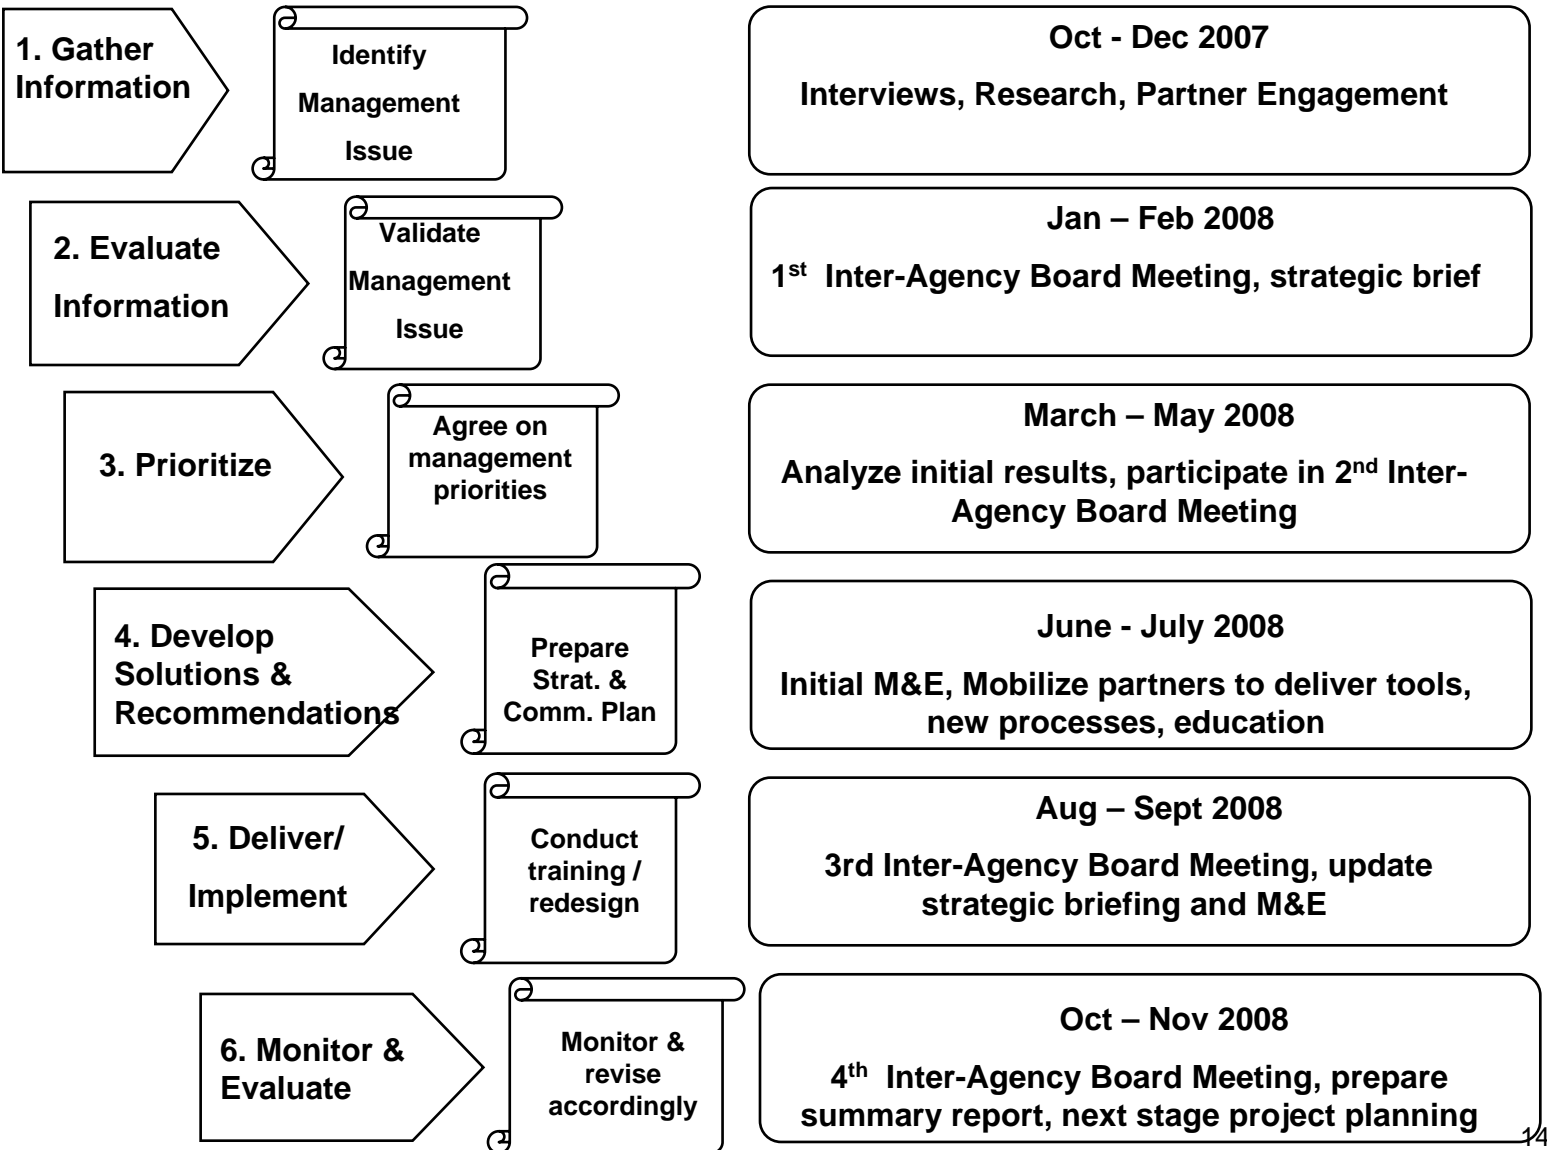 1. Gather
Information
Identify
Management
Issue
Oct - Dec 2007
Interviews, Research, Partner Engagement
2. Evaluate
Information
Validate
Management
Issue
Jan – Feb 2008
1st Inter-Agency Board Meeting, strategic brief
3. Prioritize
Agree on
management
priorities
March – May 2008
Analyze initial results, participate in 2nd Inter-
Agency Board Meeting
4. Develop
Solutions &
Recommendations
Prepare
Strat. &
Comm. Plan
June - July 2008
Initial M&E, Mobilize partners to deliver tools,
new processes, education
5. Deliver/
Implement
Conduct
training /
redesign
Aug – Sept 2008
3rd Inter-Agency Board Meeting, update
strategic briefing and M&E
6. Monitor &
Evaluate
Monitor &
revise
accordingly
Oct – Nov 2008
4th Inter-Agency Board Meeting, prepare
summary report, next stage project planning
14